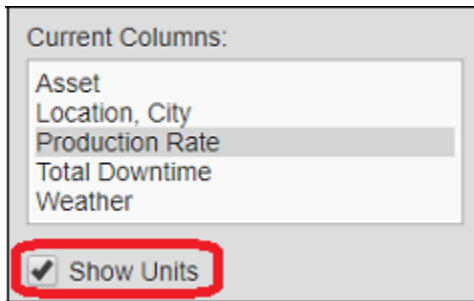 Current Columns:
Asset
Location, City
Production Rate
Total Downtime
Weather
Show Units